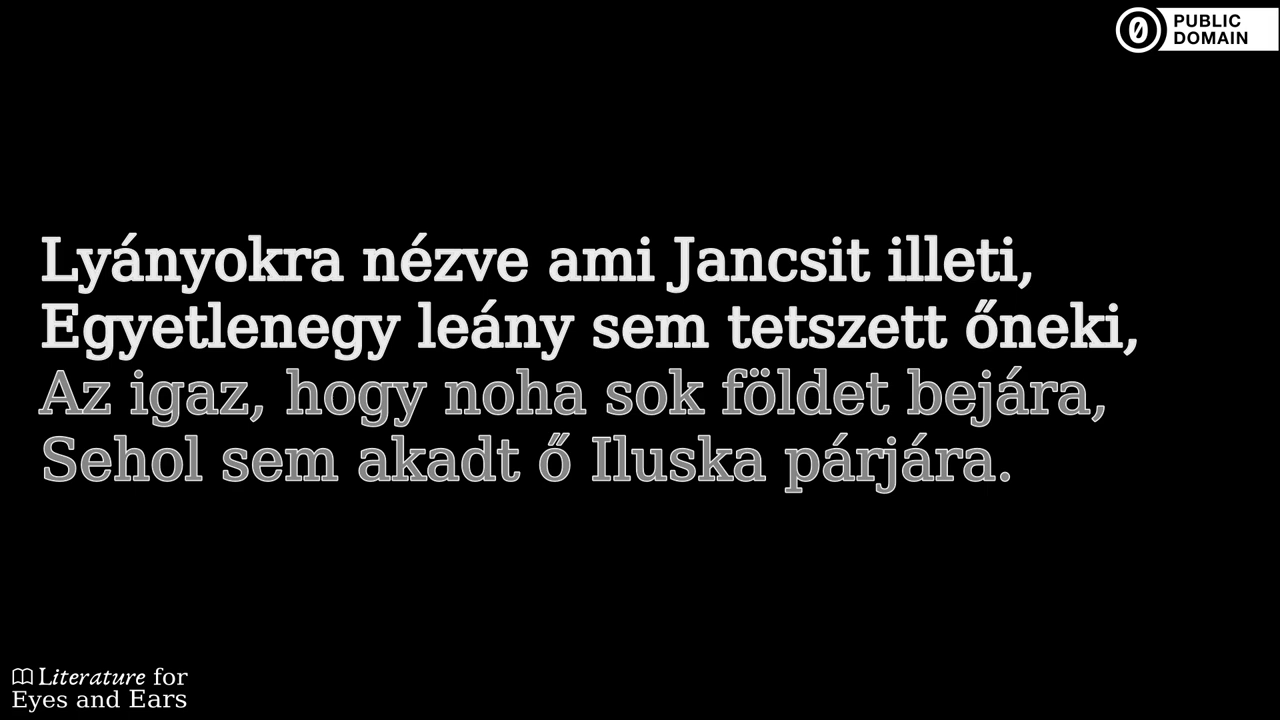 PUBLIC
DOMAIN
Lyányokra nézve ami Jancsit illeti,
Egyetlenegy leány sem tetszett őneki,
Az igaz, hogy noha sok földet bejára,
Sehol sem akadt ő Iluska párjára.
Literature for
Eyes and Ears